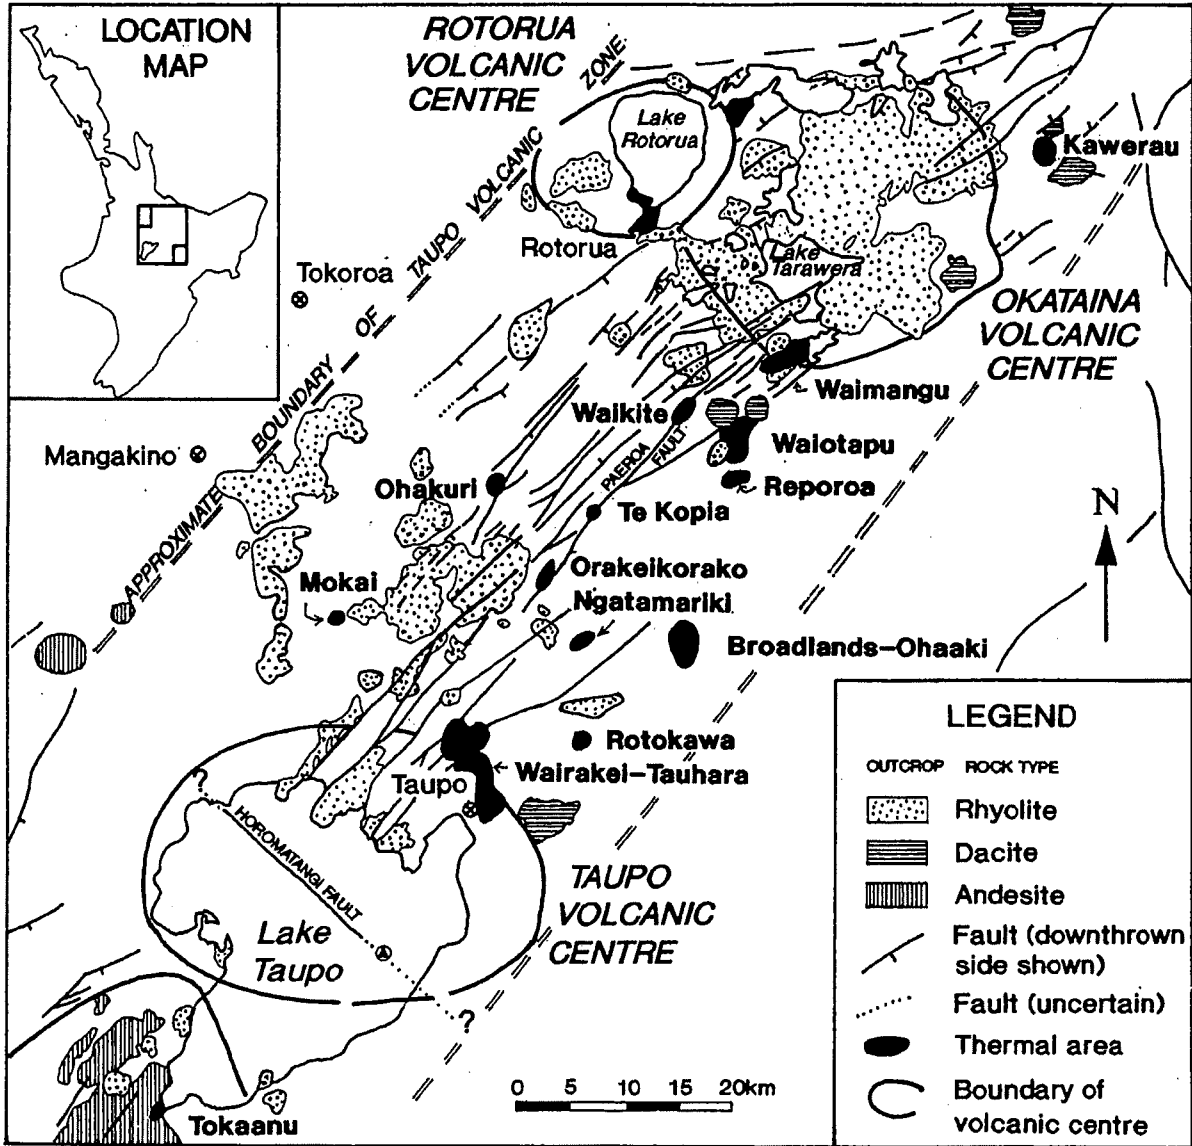 LOCATION
MAP
ROTORUA
VOLCANIC
CENTRE
APPROXIMATE BOUNDARY OF TAUPO VOLCANIC ZONE
Lake
Rotorua
Rotorua
Kawerau
Lake
Tarawera
Tokoroa
OKATAINA
VOLCANIC
CENTRE
Waimangu
Waikite
Waiotapu
PAEROA
FAULT
Reporoa
Mangakino
Ohakuri
Te Kopia
N
Orakeikorako
Mokai
Ngatamariki
Broadlands-Ohaaki
Rotokawa
Wairakei-Tauhara
Taupo
?
HOROMATANGI FAULT
TAUPO
VOLCANIC
CENTRE
Lake
Taupo
?
Tokaanu
0 5 10 15 20km
LEGEND
OUTCROP ROCK TYPE
Rhyolite
Dacite
Andesite
Fault (downthrown
side shown)
Fault (uncertain)
Thermal area
Boundary of
volcanic centre